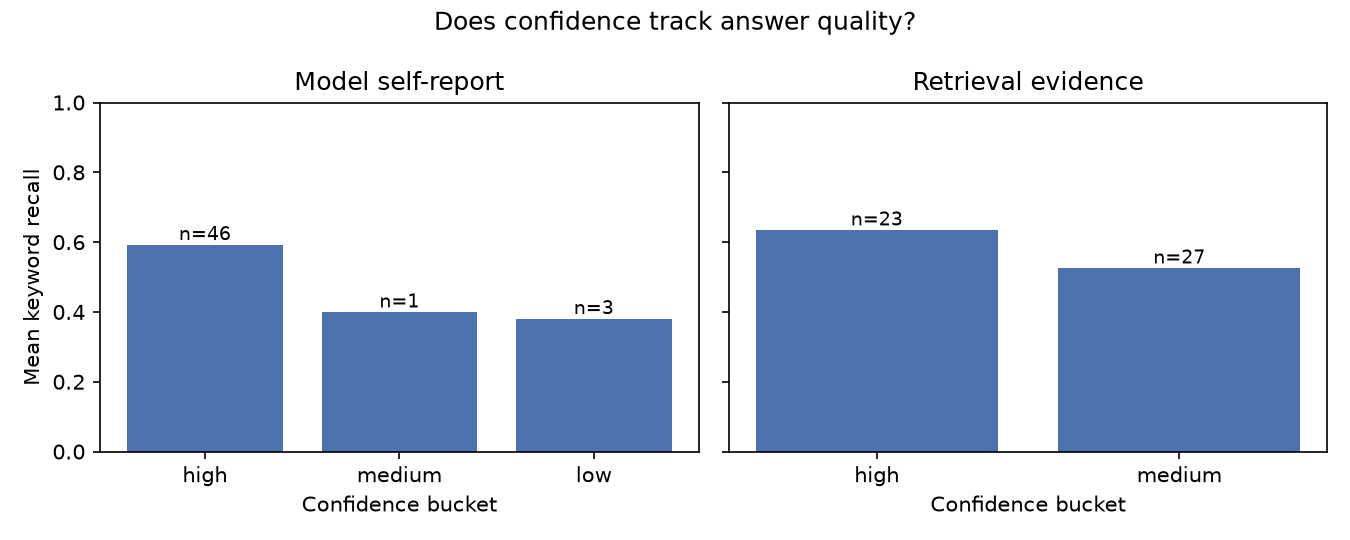 Does confidence track answer quality?
Model self-report
Mean keyword recall
1.0
0.8
0.6
0.4
0.2
0.0
n=46
n=1
n=3
high medium low
Confidence bucket
Retrieval evidence
n=23
n=27
high medium
Confidence bucket